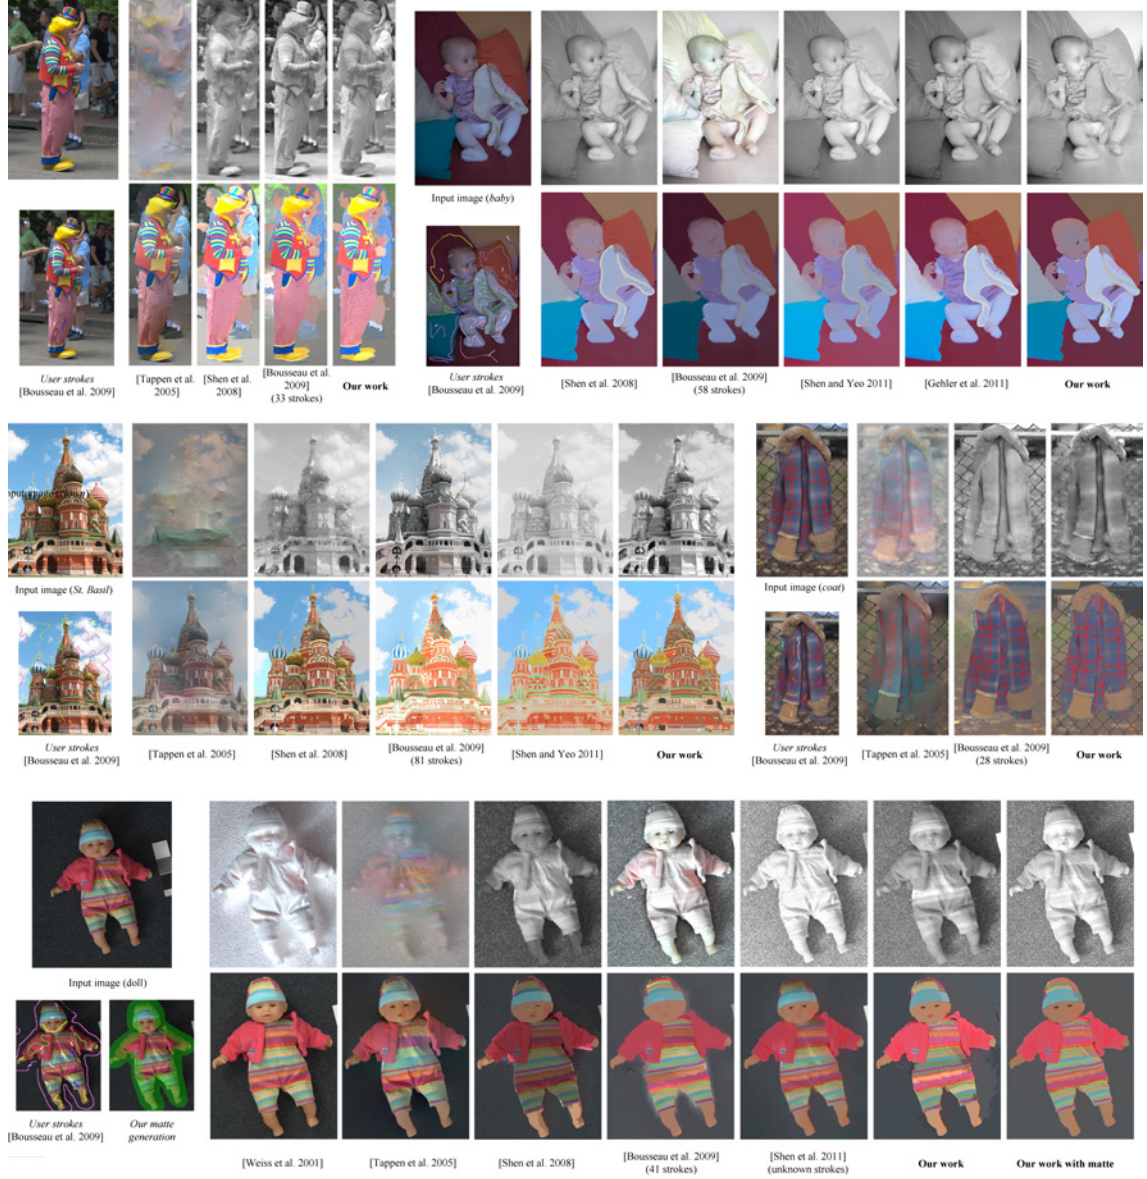 [Tappen et al.
2005]
[Shen et al.
2008]
[Bousseau et al.
2009]
(33 strokes)
Our work
User strokes
[Bousseau et al. 2009]
Input image (baby)
User strokes
[Bousseau et al. 2009]
[Shen et al. 2008]
[Bousseau et al. 2009]
(58 strokes)
[Shen and Yeo 2011]
[Gehler et al. 2011]
Our work
Input image (clown)
Input image (St. Basil)
User strokes
[Bousseau et al. 2009]
[Tappen et al. 2005]
[Shen et al. 2008]
[Bousseau et al. 2009]
(81 strokes)
[Shen and Yeo 2011]
Our work
Input image (coat)
User strokes
[Bousseau et al. 2009]
[Tappen et al. 2005]
[Bousseau et al. 2009]
(28 strokes)
Our work
Input image (doll)
User strokes
[Bousseau et al. 2009]
Our matte
generation
[Weiss et al. 2001]
[Tappen et al. 2005]
[Shen et al. 2008]
[Bousseau et al. 2009]
(41 strokes)
[Shen et al. 2011]
(unknown strokes)
Our work
Our work with matte